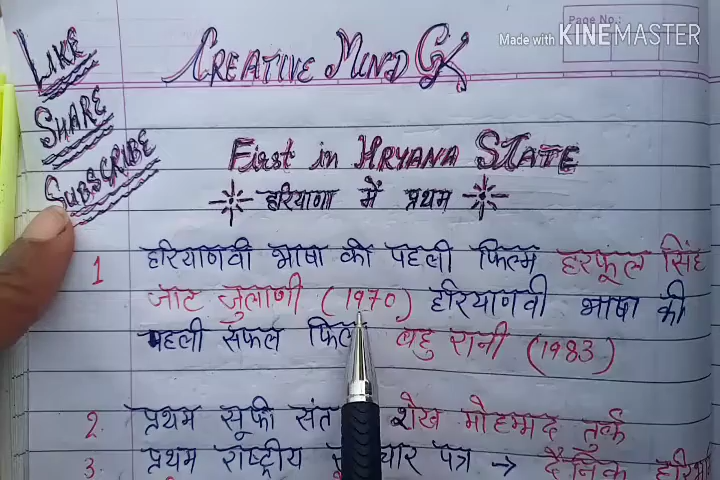 Page No.:
Made with KINEMASTER
LIKE
SHARE
SUBSCRIBE
CREATIVE MIND GK
First in HRYANA STATE
हरियाणा में प्रथम
1 हरियाणवी भाषा की पहली फिल्म हरफूल सिंह
जाट जुलाणी (1970) हरियाणवी भाषा की
पहली सफल फिल्म बहु रानी (1983)
2. प्रथम सूफी संत शेख मोहम्मद तुर्क
3. प्रथम राष्ट्रीय पत्र → दैनिक